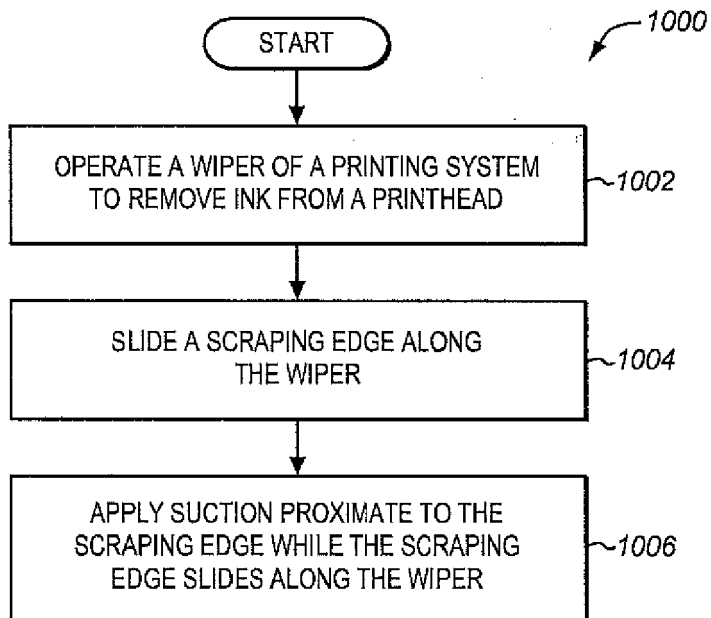 START
1000
OPERATE A WIPER OF A PRINTING SYSTEM
TO REMOVE INK FROM A PRINTHEAD
1002
SLIDE A SCRAPING EDGE ALONG
THE WIPER
1004
APPLY SUCTION PROXIMATE TO THE
SCRAPING EDGE WHILE THE SCRAPING
EDGE SLIDES ALONG THE WIPER
1006